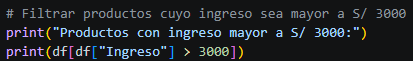 # Filtrar productos cuyo ingreso sea mayor a S/ 3000
print("Productos con ingreso mayor a S/ 3000:")
print(df[df["Ingreso"] > 3000])